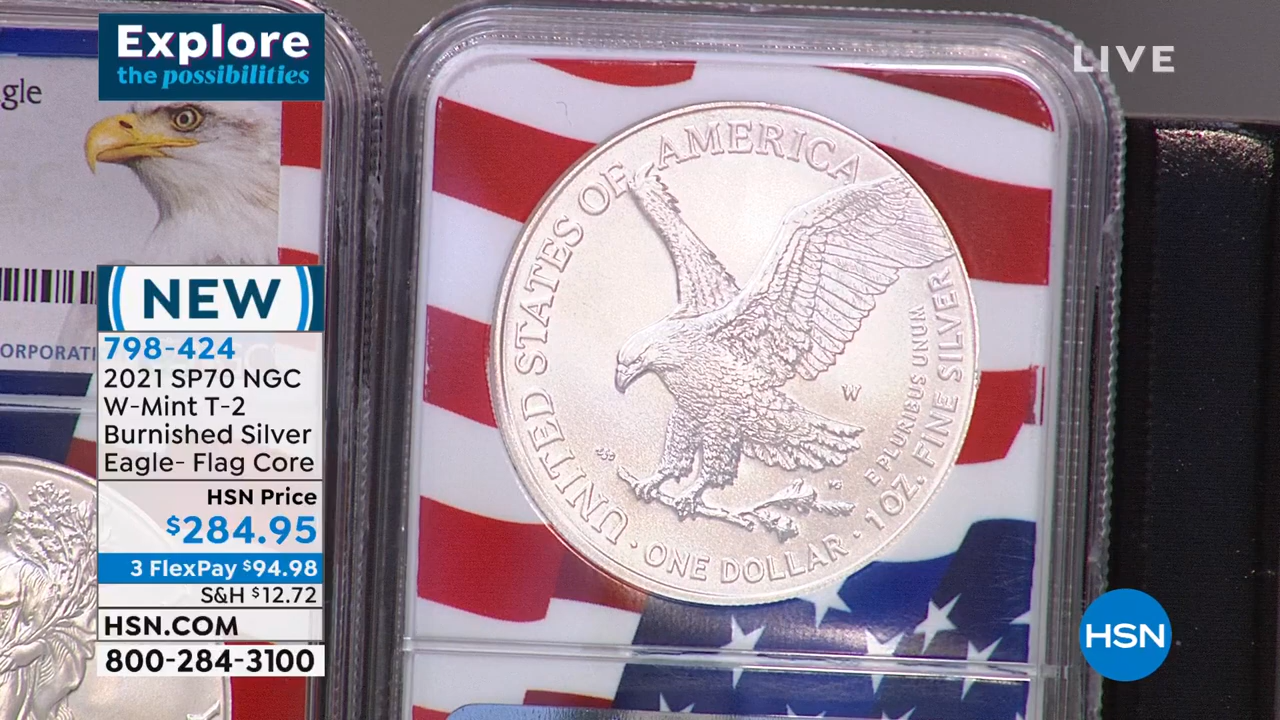 Explore
the possibilities
LIVE
gle
NEW
798-424
2021 SP70 NGC
W-Mint T-2
Burnished Silver
Eagle- Flag Core
HSN Price
$284.95
3 FlexPay $94.98
S&H $12.72
HSN.COM
800-284-3100
ORPORATI
UNITED STATES OF AMERICA
W
E PLURIBUS UNUM
1 OZ. FINE SILVER
· ONE DOLLAR ·
HSN